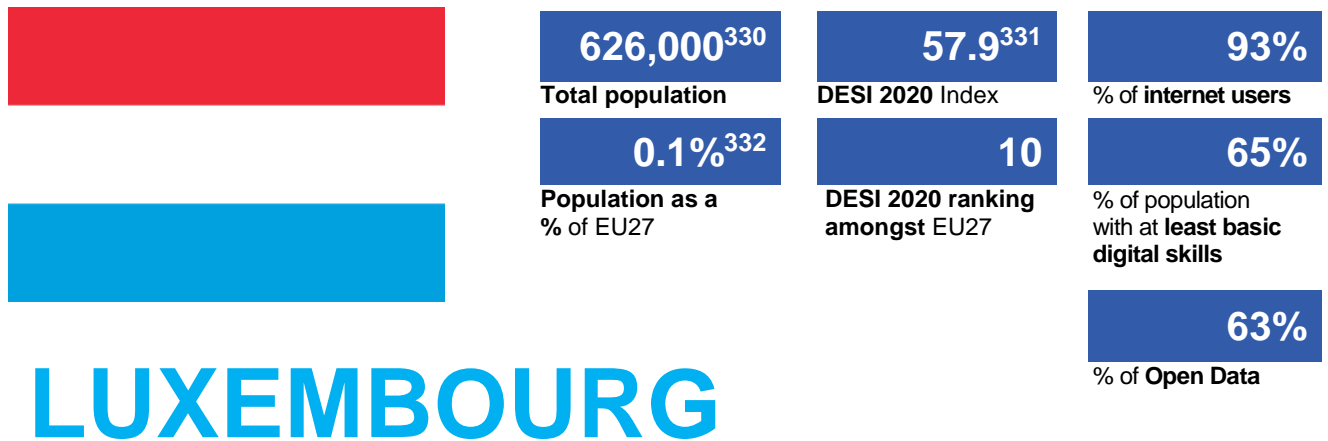 626,000330
Total population
57.9331
DESI 2020 Index
93%
% of internet users
0.1%332
Population as a
% of EU27
10
DESI 2020 ranking
amongst EU27
65%
% of population
with at least basic
digital skills
63%
% of Open Data
LUXEMBOURG